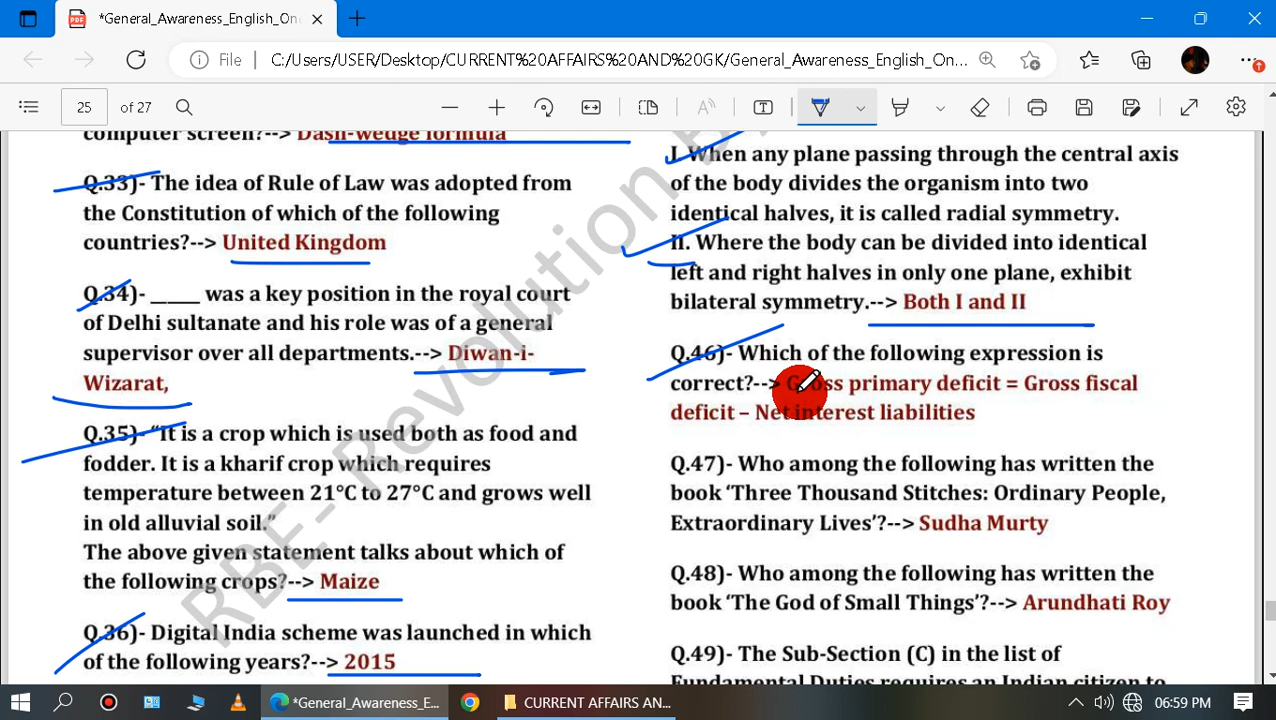 *General_Awareness_English_On
File
C:/Users/USER/Desktop/CURRENT%20AFFAIRS%20AND%20GK/General_Awareness_English_On...
25 of 27
computer screen?--> Dash-wedge formula
Q.33)- The idea of Rule of Law was adopted from
the Constitution of which of the following
countries?--> United Kingdom
Q.34)- _____ was a key position in the royal court
of Delhi sultanate and his role was of a general
supervisor over all departments.--> Diwan-i-
Wizarat,
Q.35)- “It is a crop which is used both as food and
fodder. It is a kharif crop which requires
temperature between 21°C to 27°C and grows well
in old alluvial soil.”
The above given statement talks about which of
the following crops?--> Maize
Q.36)- Digital India scheme was launched in which
of the following years?--> 2015
I. When any plane passing through the central axis
of the body divides the organism into two
identical halves, it is called radial symmetry.
II. Where the body can be divided into identical
left and right halves in only one plane, exhibit
bilateral symmetry.--> Both I and II
Q.46)- Which of the following expression is
correct?--> Gross primary deficit = Gross fiscal
deficit – Net interest liabilities
Q.47)- Who among the following has written the
book ‘Three Thousand Stitches: Ordinary People,
Extraordinary Lives’?--> Sudha Murty
Q.48)- Who among the following has written the
book ‘The God of Small Things’?--> Arundhati Roy
Q.49)- The Sub-Section (C) in the list of
Fundamental Duties requires an Indian citizen to
RBE-Revolution B
*General_Awareness_E...
CURRENT AFFAIRS AN...
06:59 PM